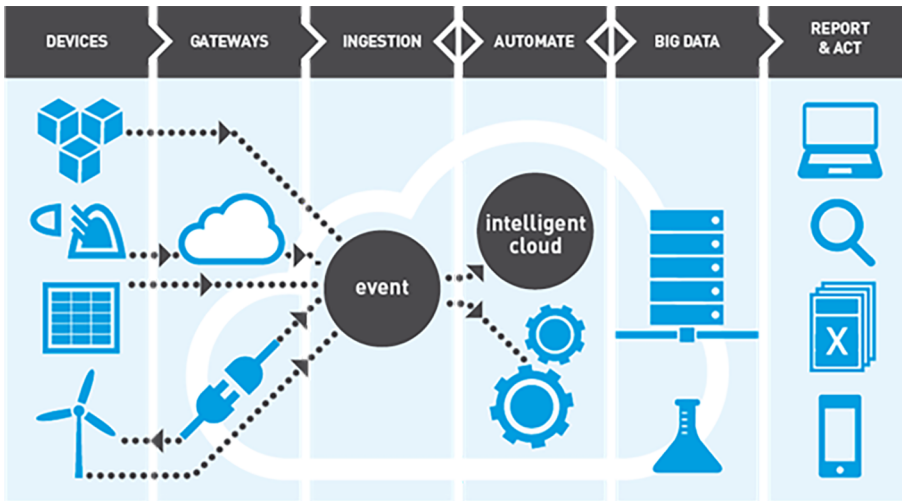 DEVICES
GATEWAYS
INGESTION
AUTOMATE
BIG DATA
REPORT
& ACT
intelligent
cloud
event
X